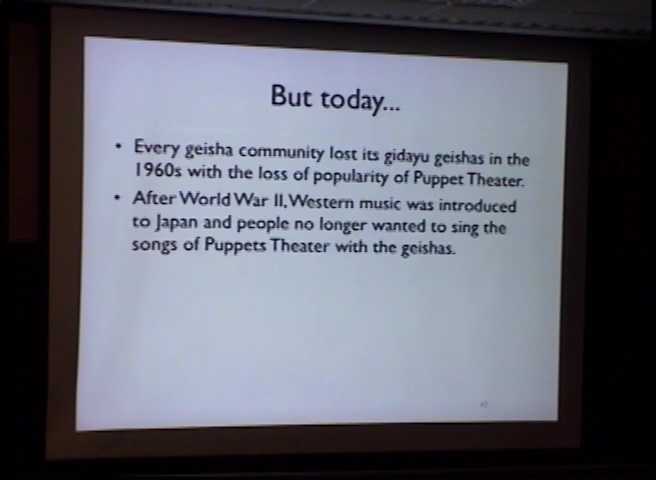 But today...
• Every geisha community lost its gidayu geishas in the
1960s with the loss of popularity of Puppet Theater.
• After World War II, Western music was introduced
to Japan and people no longer wanted to sing the
songs of Puppets Theater with the geishas.